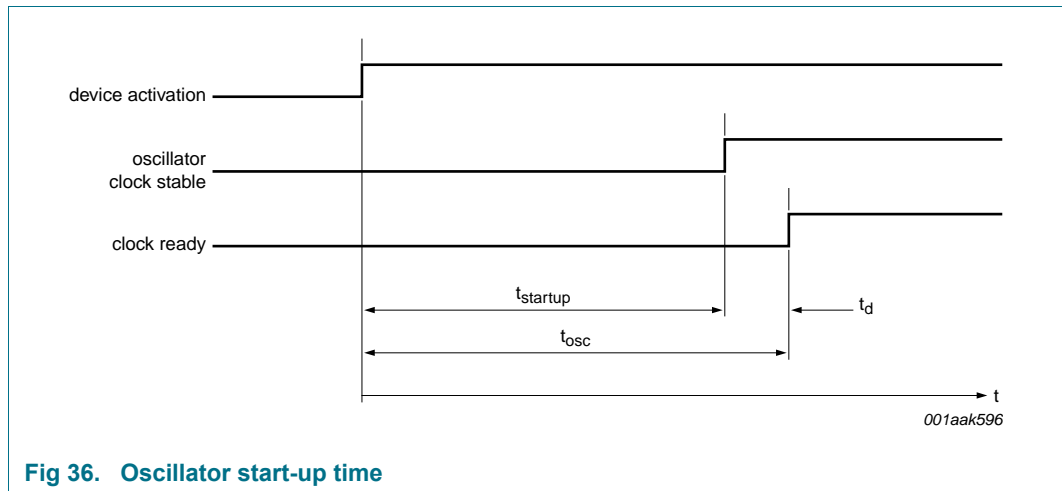 device activation
oscillator
clock stable
clock ready
tstartup
td
tosc
t
001aak596
Fig 36. Oscillator start-up time